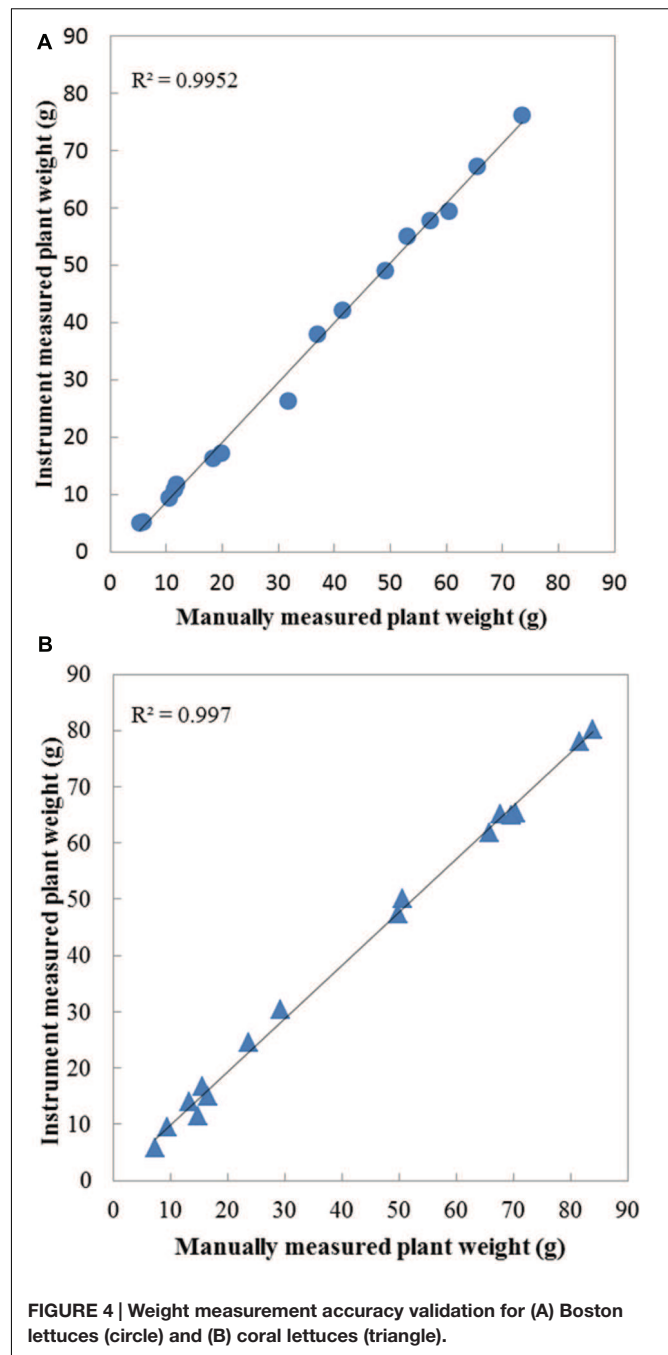 A
90
80
70
60
50
40
30
20
10
0
R² = 0.9952
Instrument measured plant weight (g)
0 10 20 30 40 50 60 70 80 90
Manually measured plant weight (g)
B
90
80
70
60
50
40
30
20
10
0
R² = 0.997
Instrument measured plant weight (g)
0 10 20 30 40 50 60 70 80 90
Manually measured plant weight (g)
FIGURE 4 | Weight measurement accuracy validation for (A) Boston
lettuces (circle) and (B) coral lettuces (triangle).